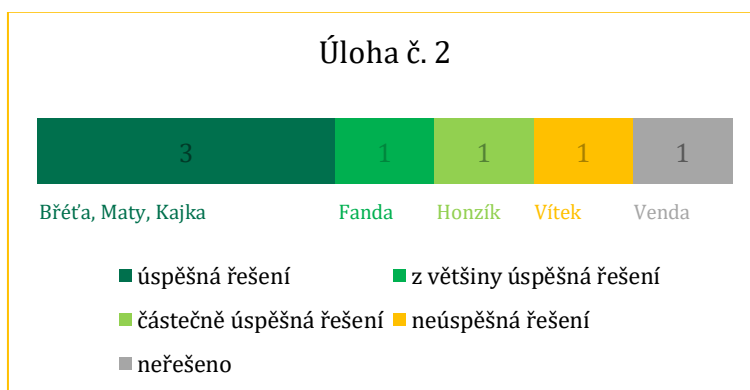 Úloha č. 2
3 1 1 1 1
Břéťa, Maty, Kajka Fanda Honzík Vítek Venda
úspěšná řešení z většiny úspěšná řešení
částečně úspěšná řešení neúspěšná řešení
neřešeno